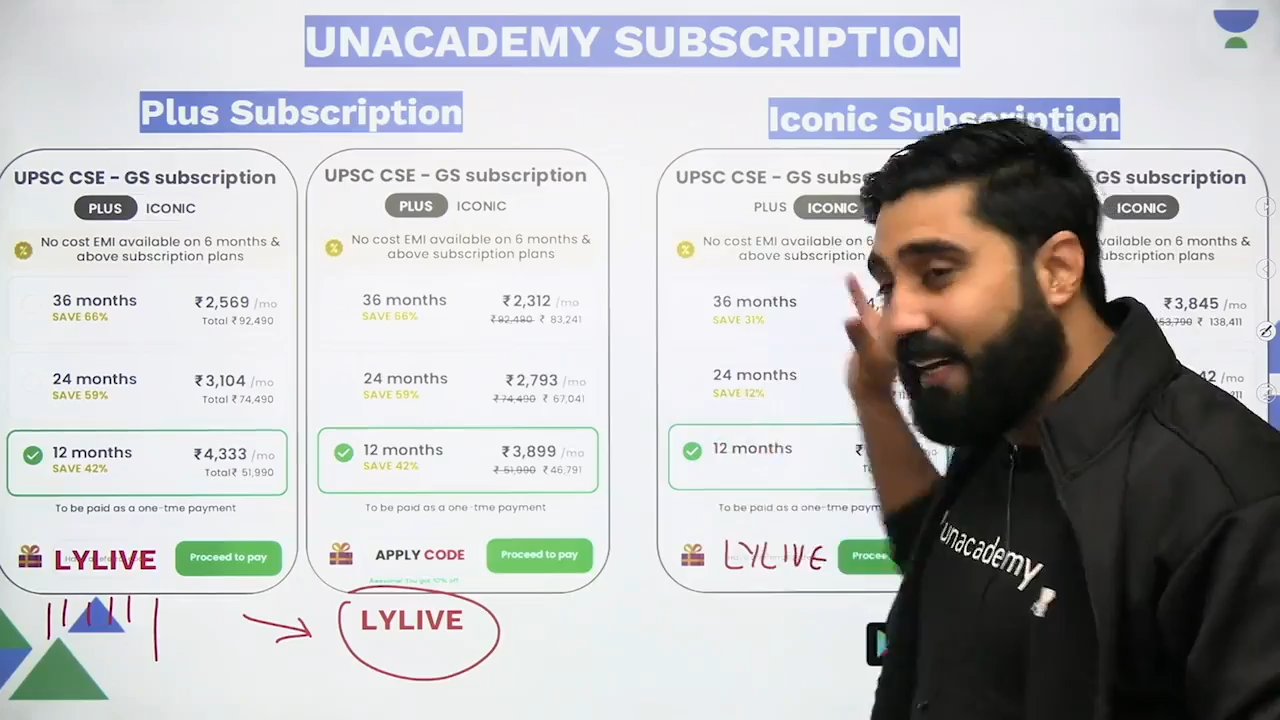 UNACADEMY SUBSCRIPTION
Plus Subscription
UPSC CSE - GS subscription
PLUS ICONIC
No cost EMI available on 6 months &
above subscription plans
36 months ₹2,569 /mo
SAVE 66% Total ₹92,490
24 months ₹3,104 /mo
SAVE 59% Total ₹74,490
12 months ₹4,333 /mo
SAVE 42% Total ₹51,990
To be paid as a one-tme payment
LYLIVE Proceed to pay
UPSC CSE - GS subscription
PLUS ICONIC
No cost EMI available on 6 months &
above subscription plans
36 months ₹2,312 /mo
SAVE 66% ₹92,490 ₹ 83,241
24 months ₹2,793 /mo
SAVE 59% ₹74,490 ₹ 67,041
12 months ₹3,899 /mo
SAVE 42% ₹51,990 ₹46,791
To be paid as a one-tme payment
APPLY CODE Proceed to pay
LYLIVE
Iconic Subscription
UPSC CSE - GS
PLUS ICONIC
No cost EMI available on
above subscription
36 months
SAVE 31%
24 months
SAVE 12%
12 months
To be paid as a one-tme
LYLIVE
GS subscription
ICONIC
available on 6 months &
plans
₹3,845 /mo
₹ 138,411
/mo
unacademy